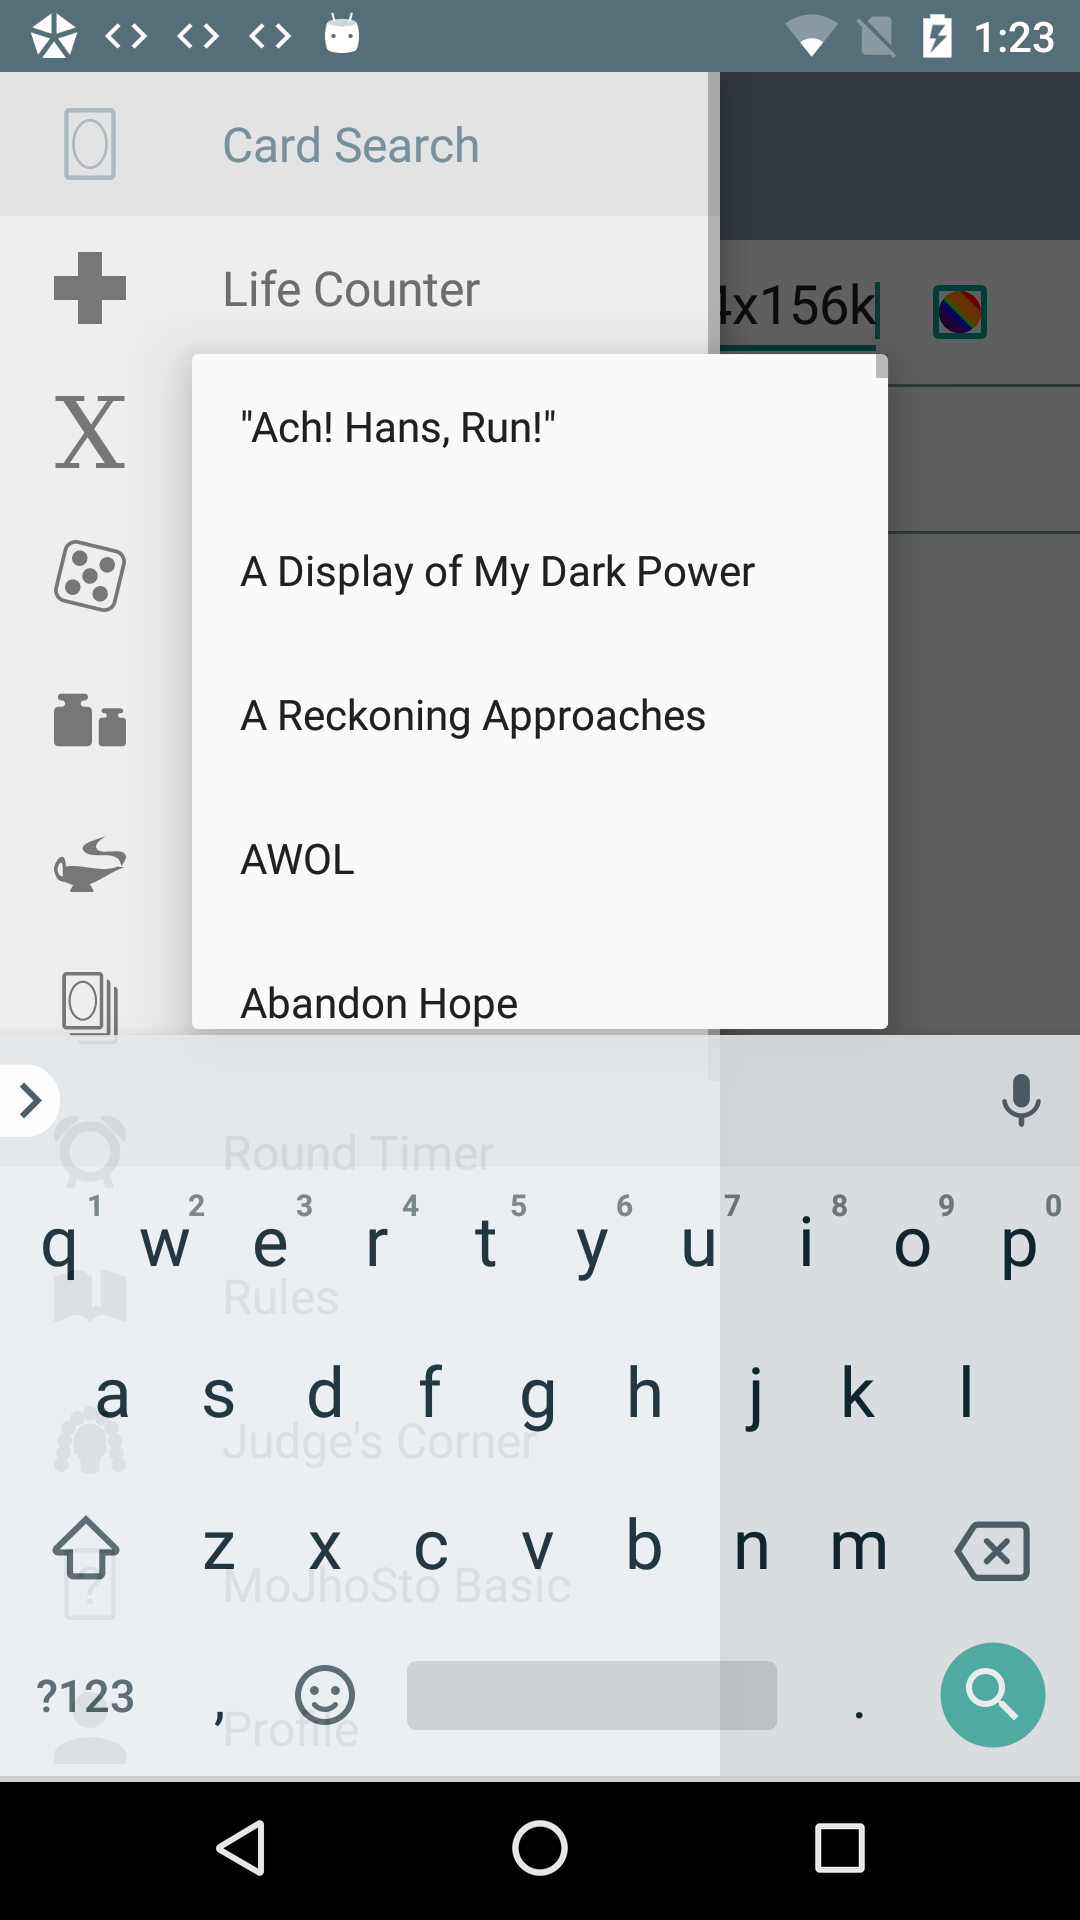 1:23
Card Search
Life Counter
4x156k
X
"Ach! Hans, Run!"
A Display of My Dark Power
A Reckoning Approaches
AWOL
Abandon Hope
Round Timer
1 2 3 4 5 6 7 8 9 0
q w e r t y u i o p
Rules
a s d f g h j k l
Judge's Corner
z x c v b n m
?
MoJhoSto Basic
?123 , .
Profile